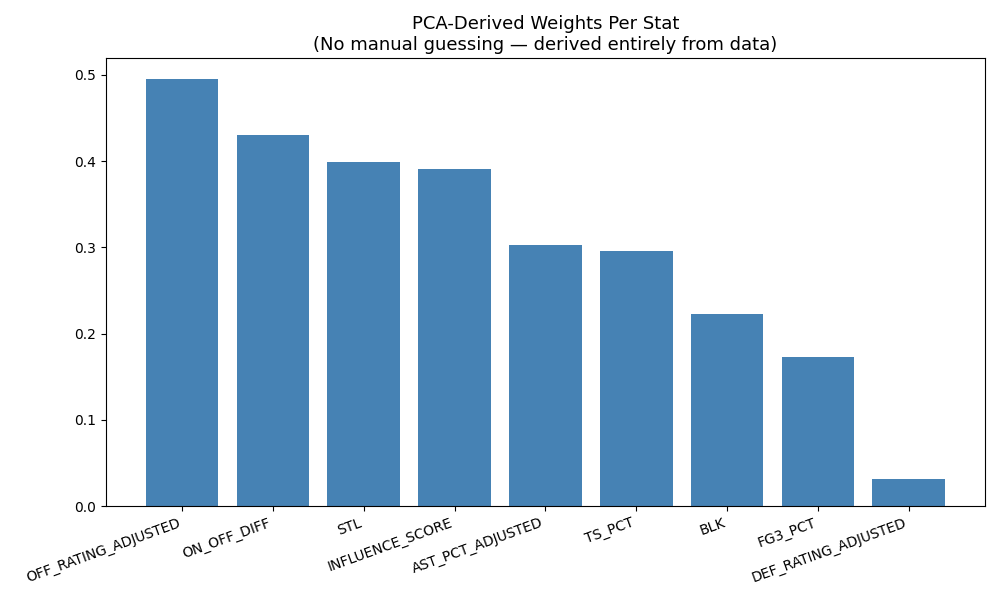 PCA-Derived Weights Per Stat
(No manual guessing — derived entirely from data)
0.5
0.4
0.3
0.2
0.1
0.0
OFF_RATING_ADJUSTED
ON_OFF_DIFF
STL
INFLUENCE_SCORE
AST_PCT_ADJUSTED
TS_PCT
BLK
FG3_PCT
DEF_RATING_ADJUSTED